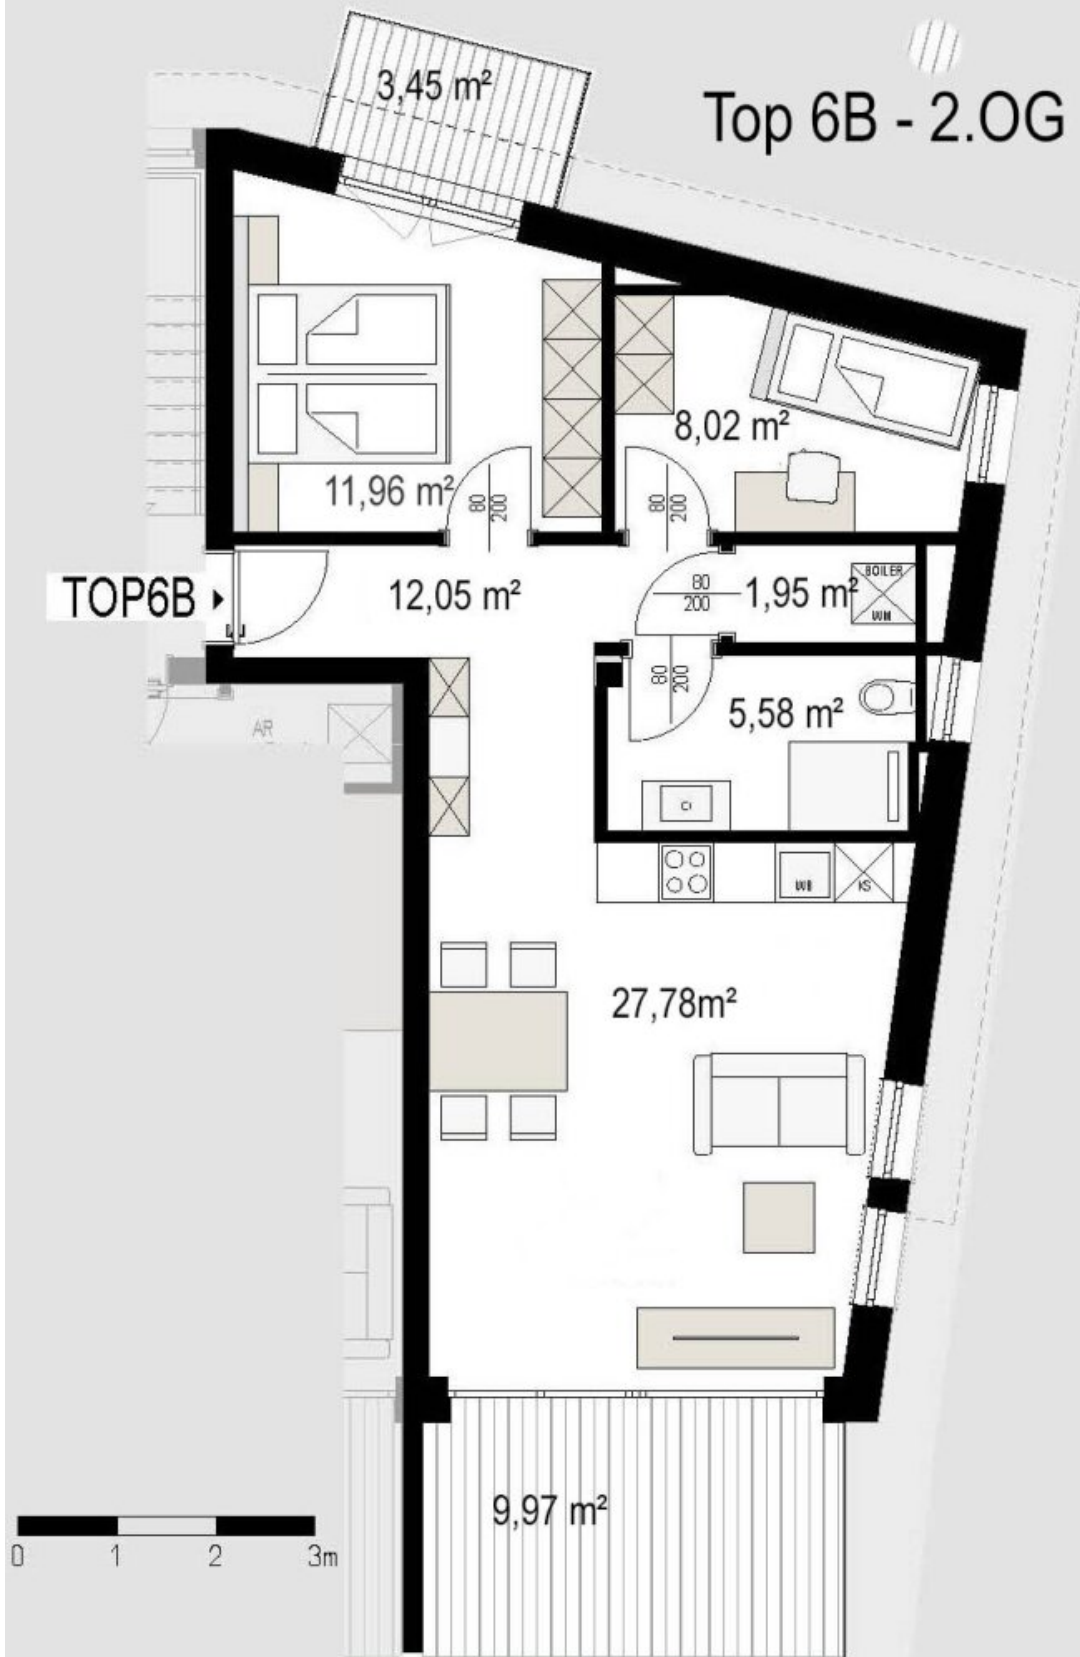 3,45 m²
Top 6B - 2.OG
8,02 m²
11,96 m²
80
200
80
200
TOP6B
12,05 m²
80
200
1,95 m²
BOILER
WM
80
200
5,58 m²
AR
WB
KS
27,78m²
9,97 m²
0 1 2 3m